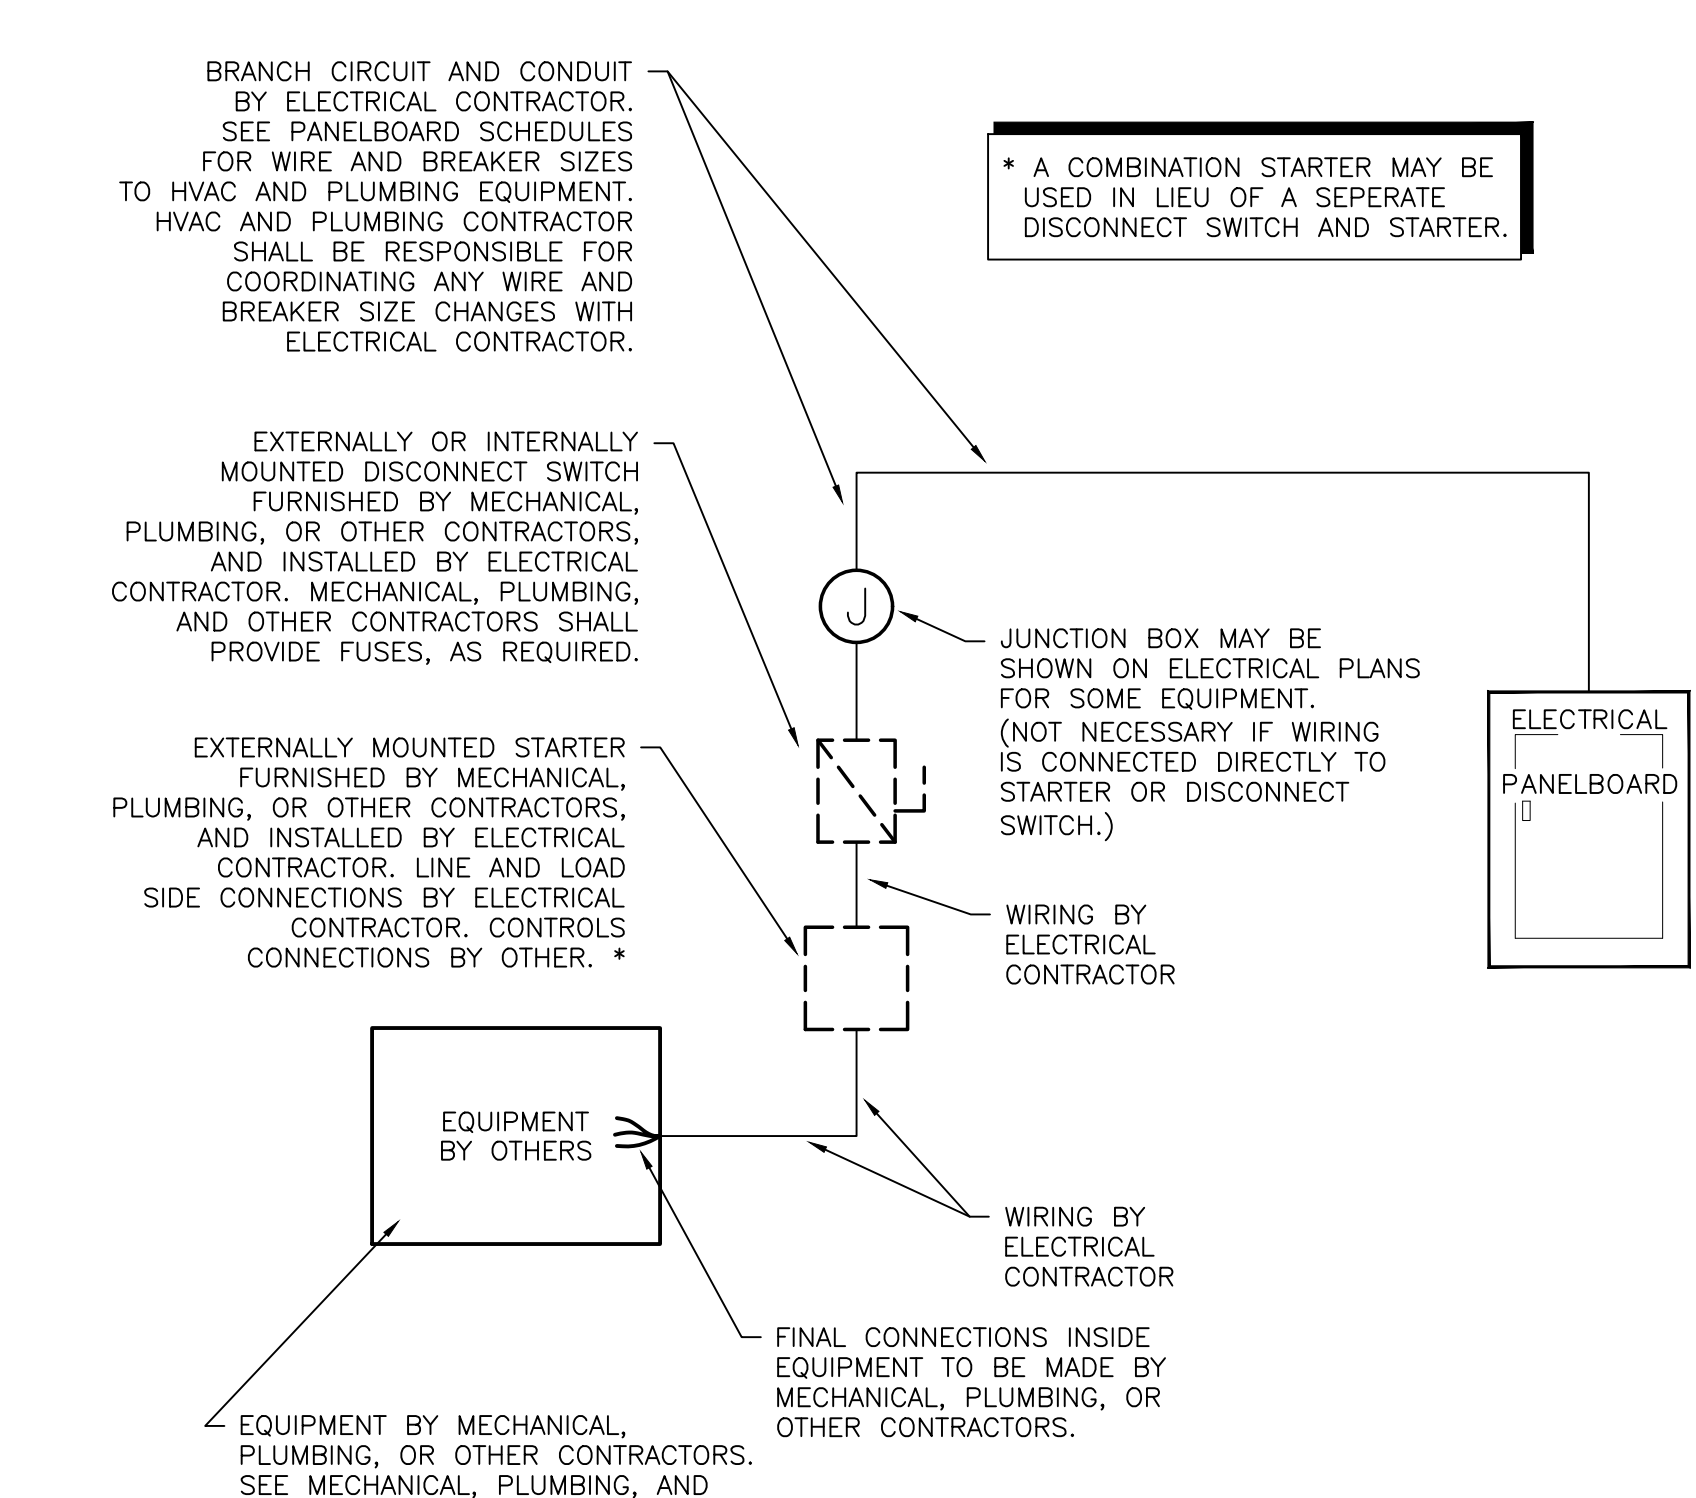 BRANCH CIRCUIT AND CONDUIT
BY ELECTRICAL CONTRACTOR.
SEE PANELBOARD SCHEDULES
FOR WIRE AND BREAKER SIZES
TO HVAC AND PLUMBING EQUIPMENT.
HVAC AND PLUMBING CONTRACTOR
SHALL BE RESPONSIBLE FOR
COORDINATING ANY WIRE AND
BREAKER SIZE CHANGES WITH
ELECTRICAL CONTRACTOR.
* A COMBINATION STARTER MAY BE
USED IN LIEU OF A SEPERATE
DISCONNECT SWITCH AND STARTER.
EXTERNALLY OR INTERNALLY
MOUNTED DISCONNECT SWITCH
FURNISHED BY MECHANICAL,
PLUMBING, OR OTHER CONTRACTORS,
AND INSTALLED BY ELECTRICAL
CONTRACTOR. MECHANICAL, PLUMBING,
AND OTHER CONTRACTORS SHALL
PROVIDE FUSES, AS REQUIRED.
J
JUNCTION BOX MAY BE
SHOWN ON ELECTRICAL PLANS
FOR SOME EQUIPMENT.
(NOT NECESSARY IF WIRING
IS CONNECTED DIRECTLY TO
STARTER OR DISCONNECT
SWITCH.)
ELECTRICAL
PANELBOARD
EXTERNALLY MOUNTED STARTER
FURNISHED BY MECHANICAL,
PLUMBING, OR OTHER CONTRACTORS,
AND INSTALLED BY ELECTRICAL
CONTRACTOR. LINE AND LOAD
SIDE CONNECTIONS BY ELECTRICAL
CONTRACTOR. CONTROLS
CONNECTIONS BY OTHER. *
WIRING BY
ELECTRICAL
CONTRACTOR
EQUIPMENT
BY OTHERS
WIRING BY
ELECTRICAL
CONTRACTOR
FINAL CONNECTIONS INSIDE
EQUIPMENT TO BE MADE BY
MECHANICAL, PLUMBING, OR
OTHER CONTRACTORS.
EQUIPMENT BY MECHANICAL,
PLUMBING, OR OTHER CONTRACTORS.
SEE MECHANICAL, PLUMBING, AND